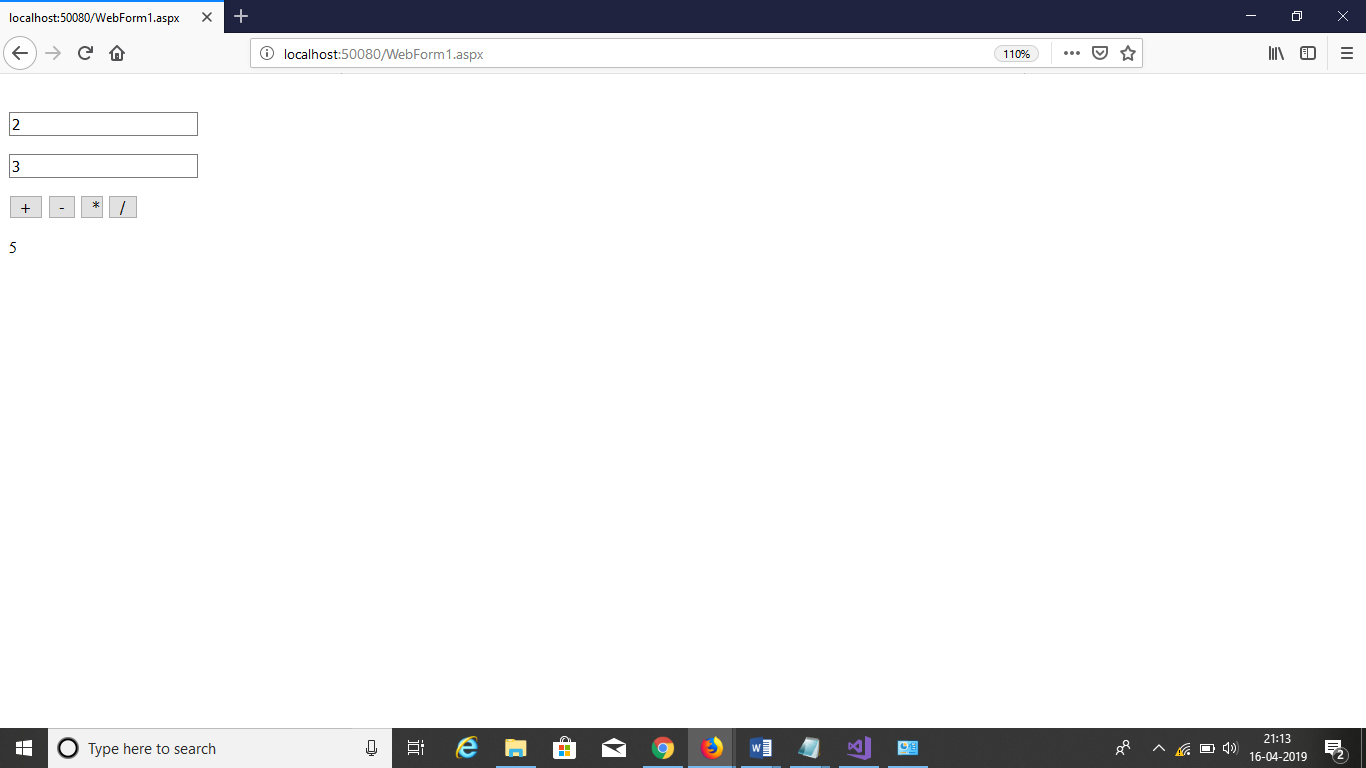 localhost:50080/WebForm1.aspx
localhost:50080/WebForm1.aspx
110%
2
3
+ - * /
5
Type here to search
21:13
16-04-2019
2